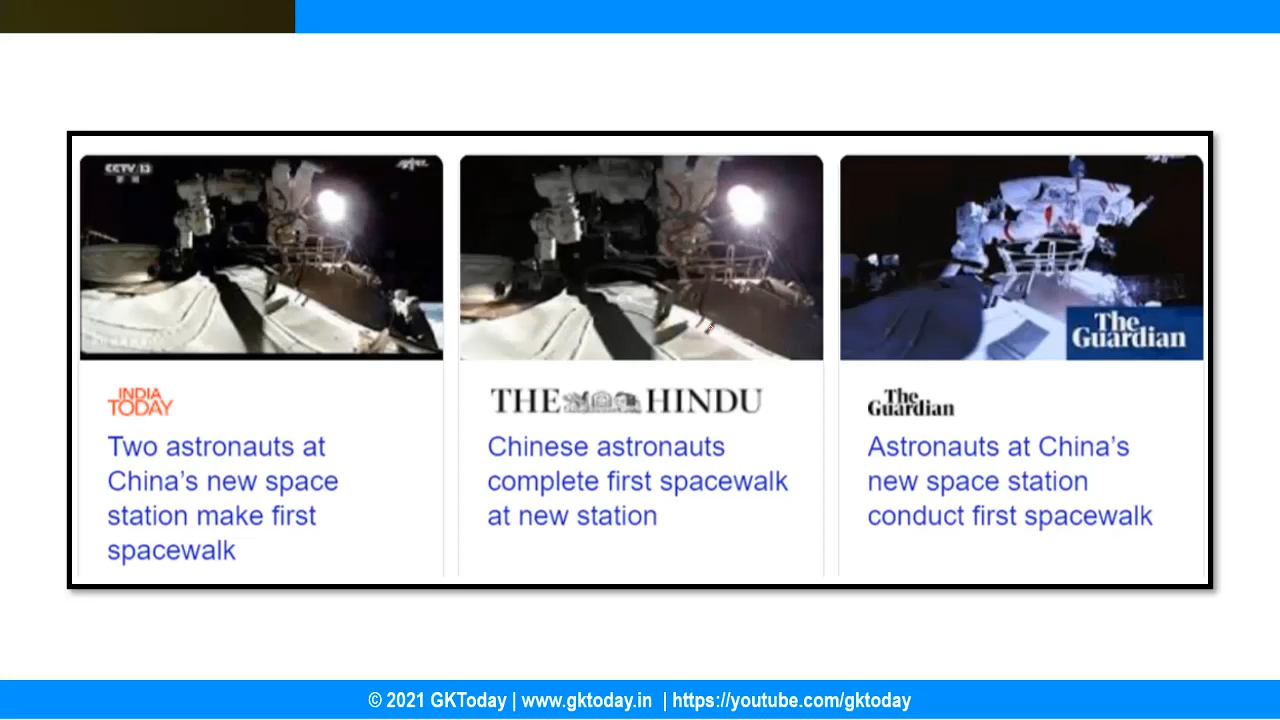 CCTV 13
The
Guardian
INDIA
TODAY
Two astronauts at
China’s new space
station make first
spacewalk
THE HINDU
Chinese astronauts
complete first spacewalk
at new station
The
Guardian
Astronauts at China’s
new space station
conduct first spacewalk
© 2021 GKToday | www.gktoday.in | https://youtube.com/gktoday